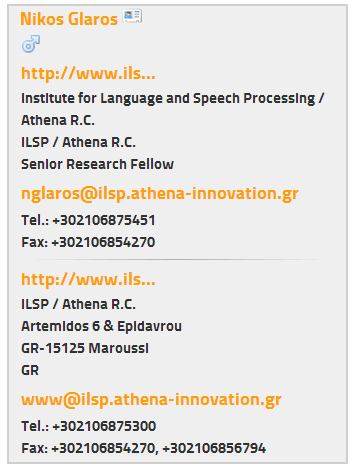 Nikos Glaros
http://www.ils...
Institute for Language and Speech Processing /
Athena R.C.
ILSP / Athena R.C.
Senior Research Fellow
nglaros@ilsp.athena-innovation.gr
Tel.: +302106875451
Fax: +302106854270
http://www.ils...
ILSP / Athena R.C.
Artemidos 6 & Epidavrou
GR-15125 Maroussi
GR
www@ilsp.athena-innovation.gr
Tel.: +302106875300
Fax: +302106854270, +302106856794